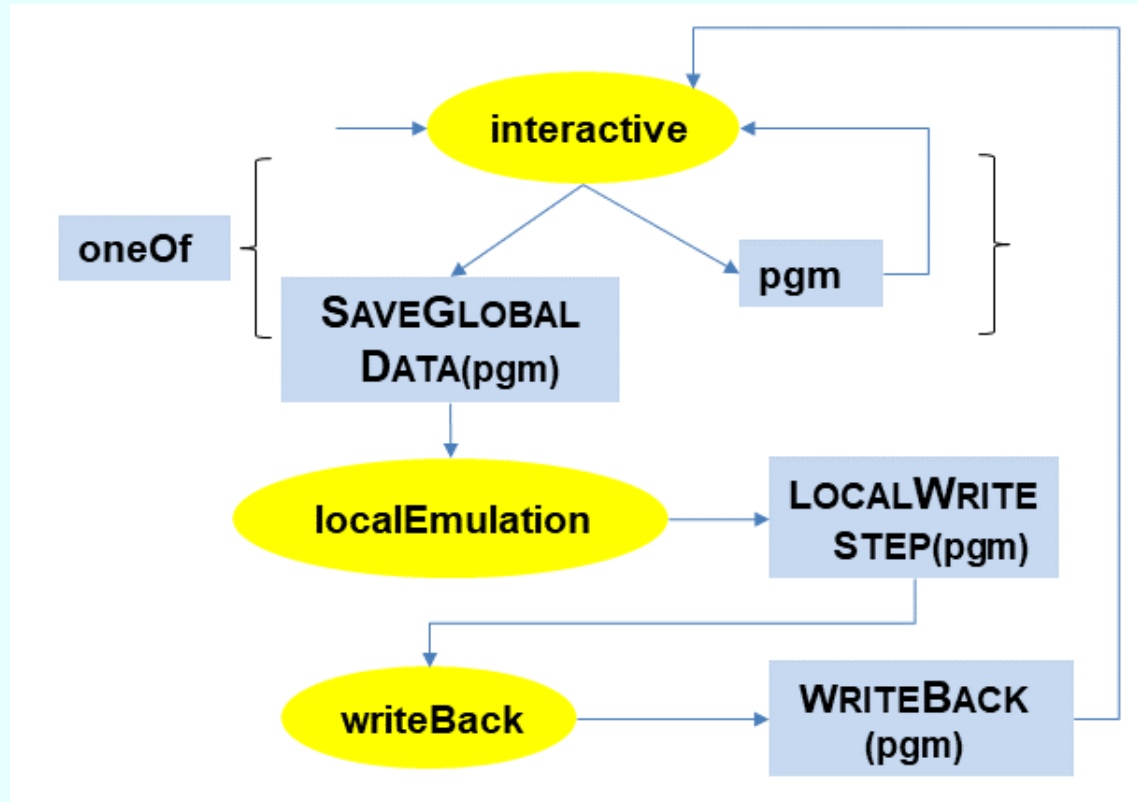 interactive
oneOf
pgm
SAVEGLOBAL
DATA(pgm)
localEmulation
LOCALWRITE
STEP(pgm)
writeBack
WRITEBACK
(pgm)